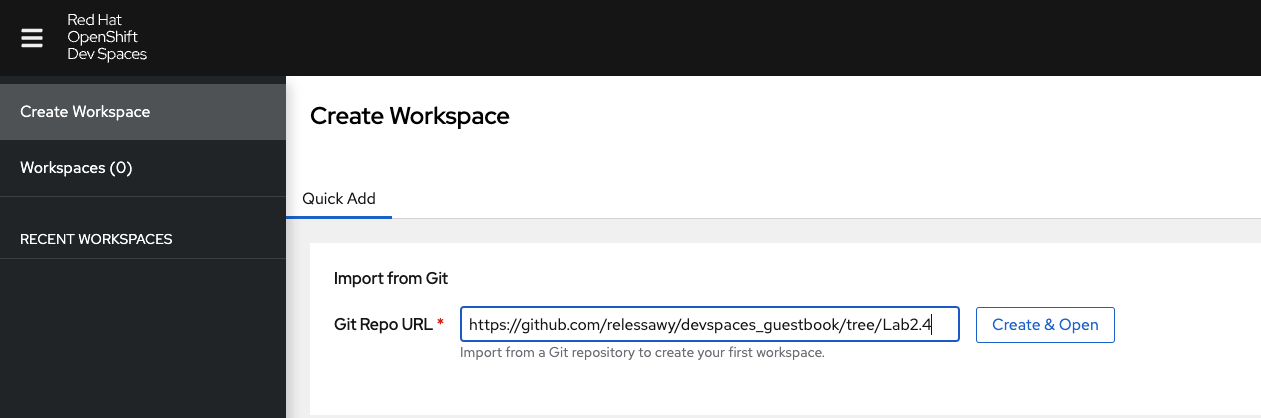 Red Hat
OpenShift
Dev Spaces
Create Workspace
Workspaces (0)
RECENT WORKSPACES
Create Workspace
Quick Add
Import from Git
Git Repo URL *
https://github.com/relessawy/devspaces_guestbook/tree/Lab2.4
Create & Open
Import from a Git repository to create your first workspace.